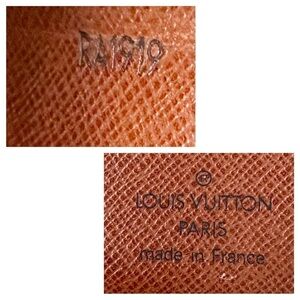 RA1919
®
LOUIS VUITTON
PARIS
made in France